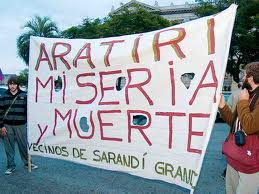 ARATIRI
MISERIA
y MUERTE
VECINOS DE SARANDÍ GRANDE